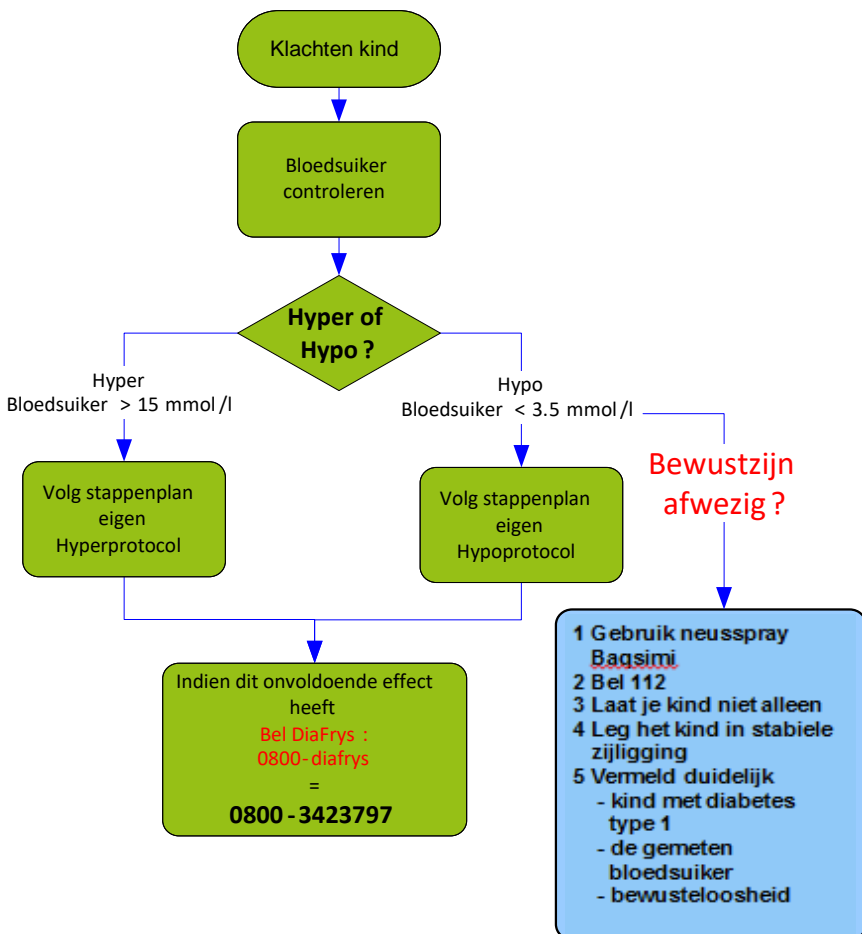 Klachten kind
Bloedsuiker
controleren
Hyper of
Hypo ?
Hyper
Bloedsuiker > 15 mmol/l
Hypo
Bloedsuiker < 3.5 mmol/l
Bewustzijn
afwezig ?
Volg stappenplan
eigen
Hyperprotocol
Volg stappenplan
eigen
Hypoprotocol
Indien dit onvoldoende effect
heeft
Bel DiaFrys :
0800-diafrys
=
0800-3423797
1 Gebruik neusspray
Baqsimi
2 Bel 112
3 Laat je kind niet alleen
4 Leg het kind in stabiele
zijligging
5 Vermeld duidelijk
- kind met diabetes
type 1
- de gemeten
bloedsuiker
- bewusteloosheid